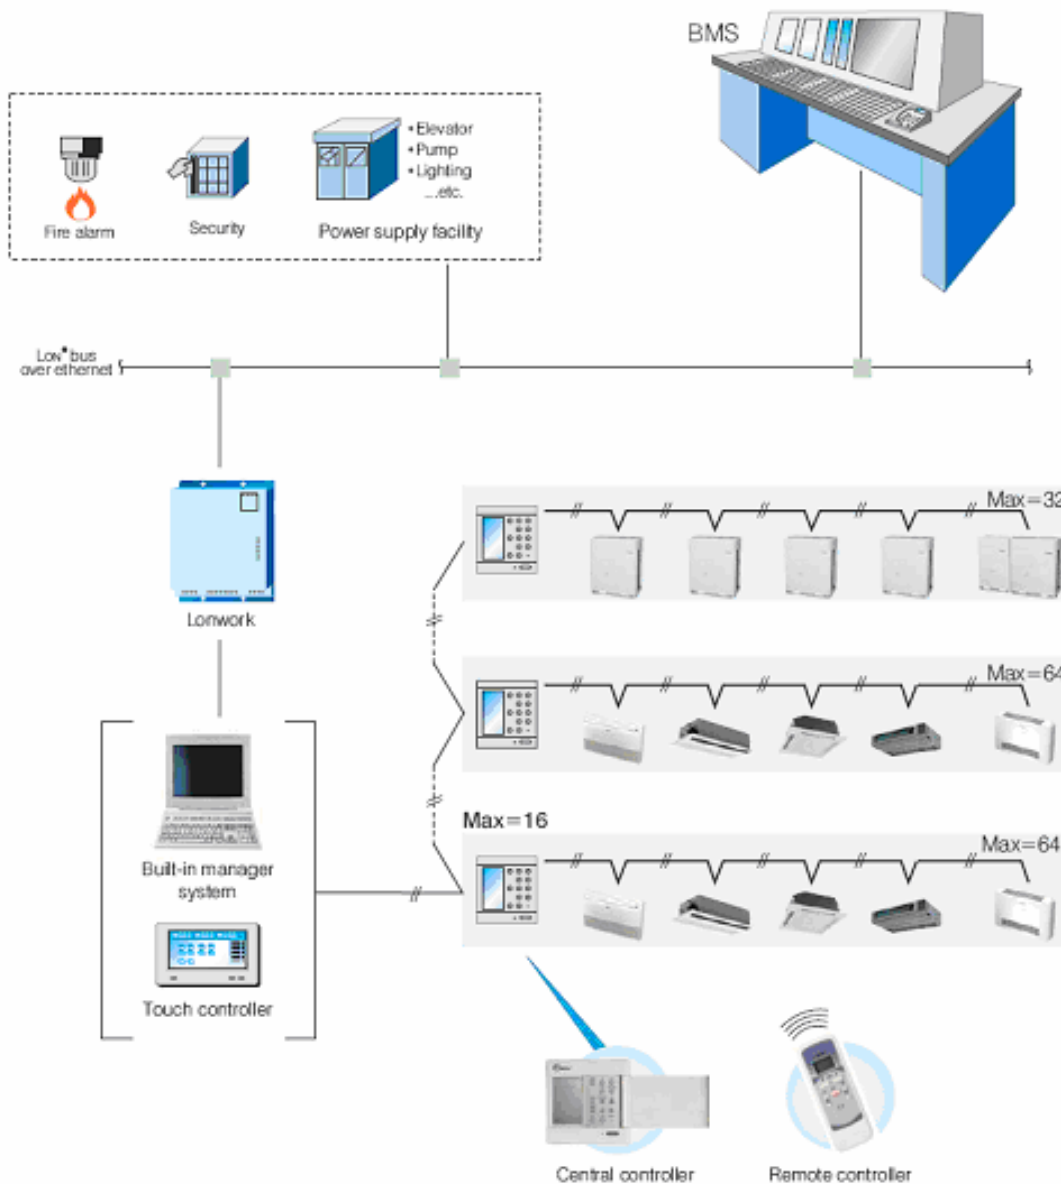 BMS
• Elevator
• Pump
• Lighting
....etc.
Fire alarm
Security
Power supply facility
LON* bus
over ethernet
Lonwork
Max=32
Max=64
Max=16
Max=64
Built-in manager
system
Touch controller
Central controller
Remote controller